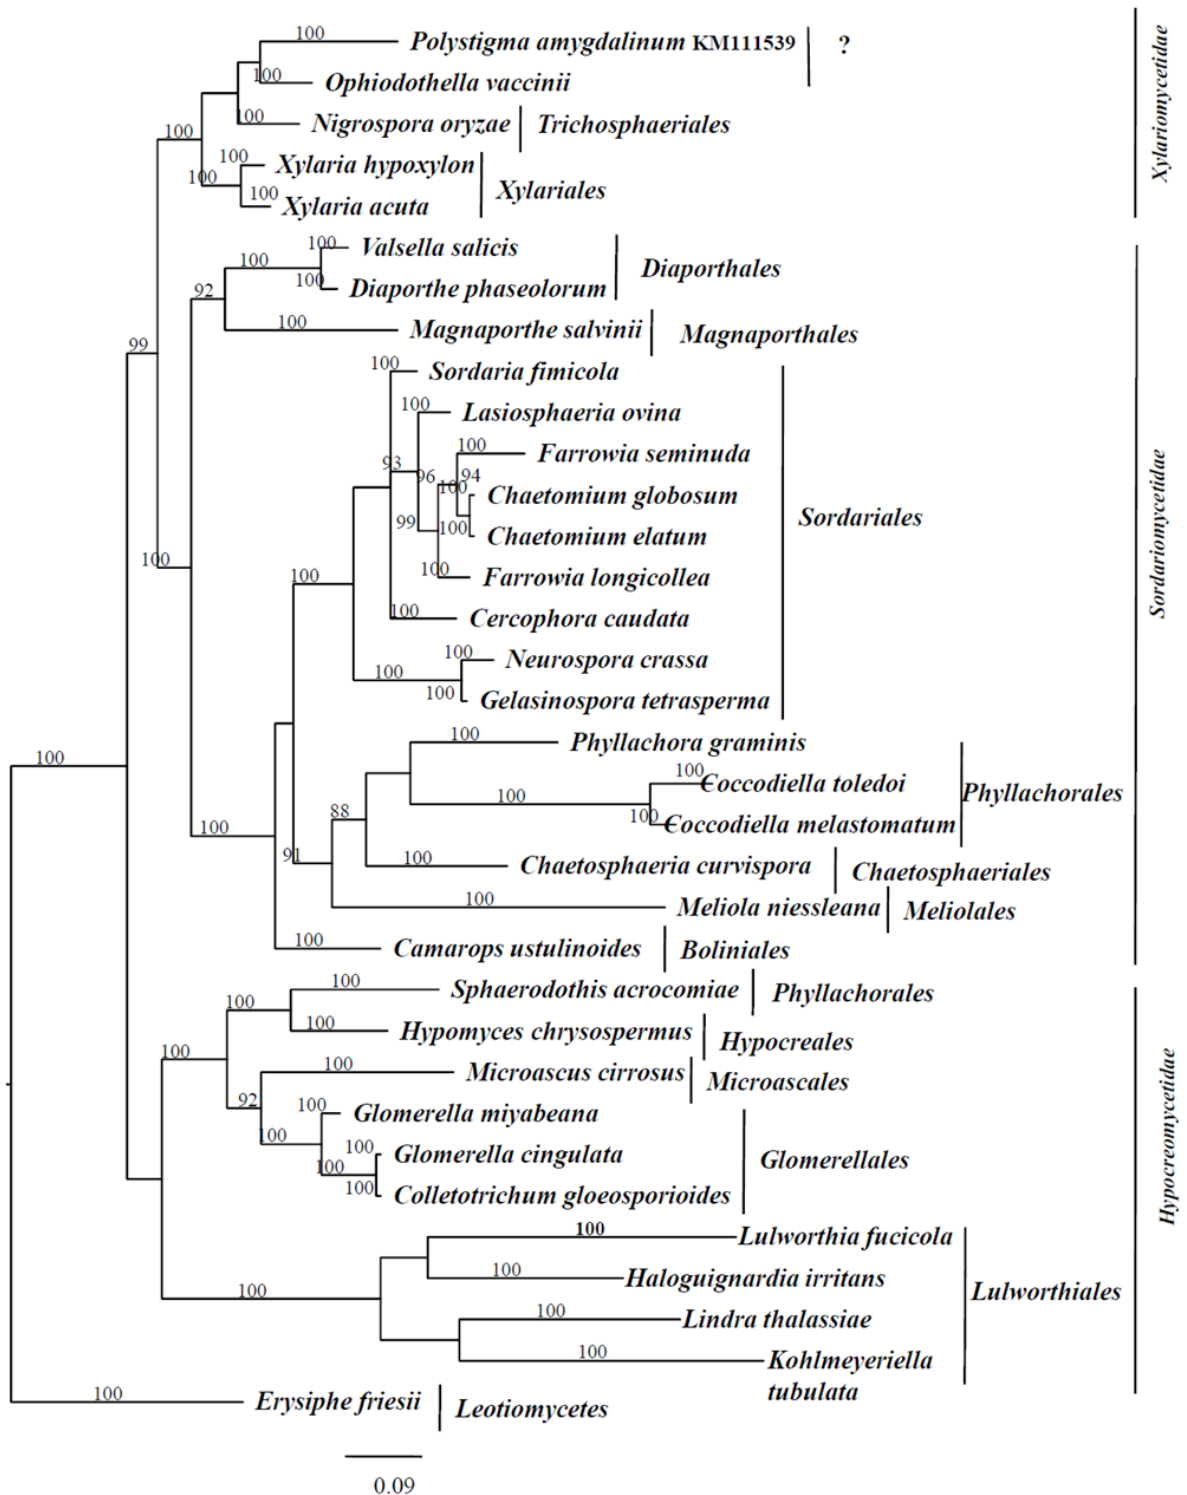 100
Polystigma amygdalinum KM111539
?
100
Ophiodothella vaccinii
100
Nigrospora oryzae
Trichosphaeriales
100
100
Xylaria hypoxylon
100
100
Xylaria acuta
Xylariales
Xylariomycetidae
100
Valsella salicis
100
100
Diaporthe phaseolorum
Diaporthales
92
100
Magnaporthe salvinii
Magnaporthales
99
100
Sordaria fimicola
100
Lasiosphaeria ovina
100
Farrowia seminuda
93
96
94
100
Chaetomium globosum
99
100
Chaetomium elatum
Sordariales
100
100
Farrowia longicollea
100
100
Cercophora caudata
100
Neurospora crassa
100
100
Gelasinospora tetrasperma
Sordariomycetidae
100
Phyllachora graminis
100
100
Coccodiella toledoi
100
100
Coccodiella melastomatum
Phyllachorales
88
100
91
100
Chaetosphaeria curvispora
Chaetosphaeriales
100
Meliola niessleana
Meliolales
100
Camarops ustulinoides
Boliniales
100
Sphaerodothis acrocomiae
Phyllachorales
100
100
Hypomyces chrysospermus
Hypocreales
100
100
Microascus cirrosus
Microascales
92
100
Glomerella miyabeana
100
100
Glomerella cingulata
100
100
Colletotrichum gloeosporioides
Glomerellales
Hypocreomycetidae
100
Lulworthia fucicola
100
Haloguignardia irritans
100
Lulworthiales
100
Lindra thalassiae
100
Kohlmeyeriella
tubulata
100
Erysiphe friesii
Leotiomycetes
0.09